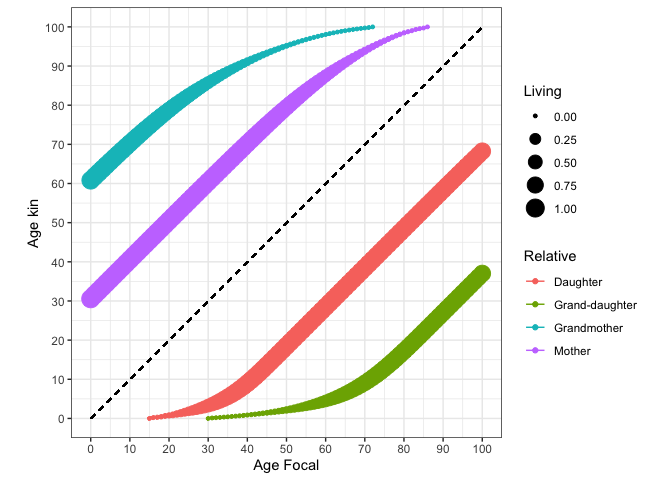 100
90
80
70
60
50
40
30
20
10
0
Age kin
0 10 20 30 40 50 60 70 80 90 100
Age Focal
Living
0.00
0.25
0.50
0.75
1.00
Relative
Daughter
Grand-daughter
Grandmother
Mother